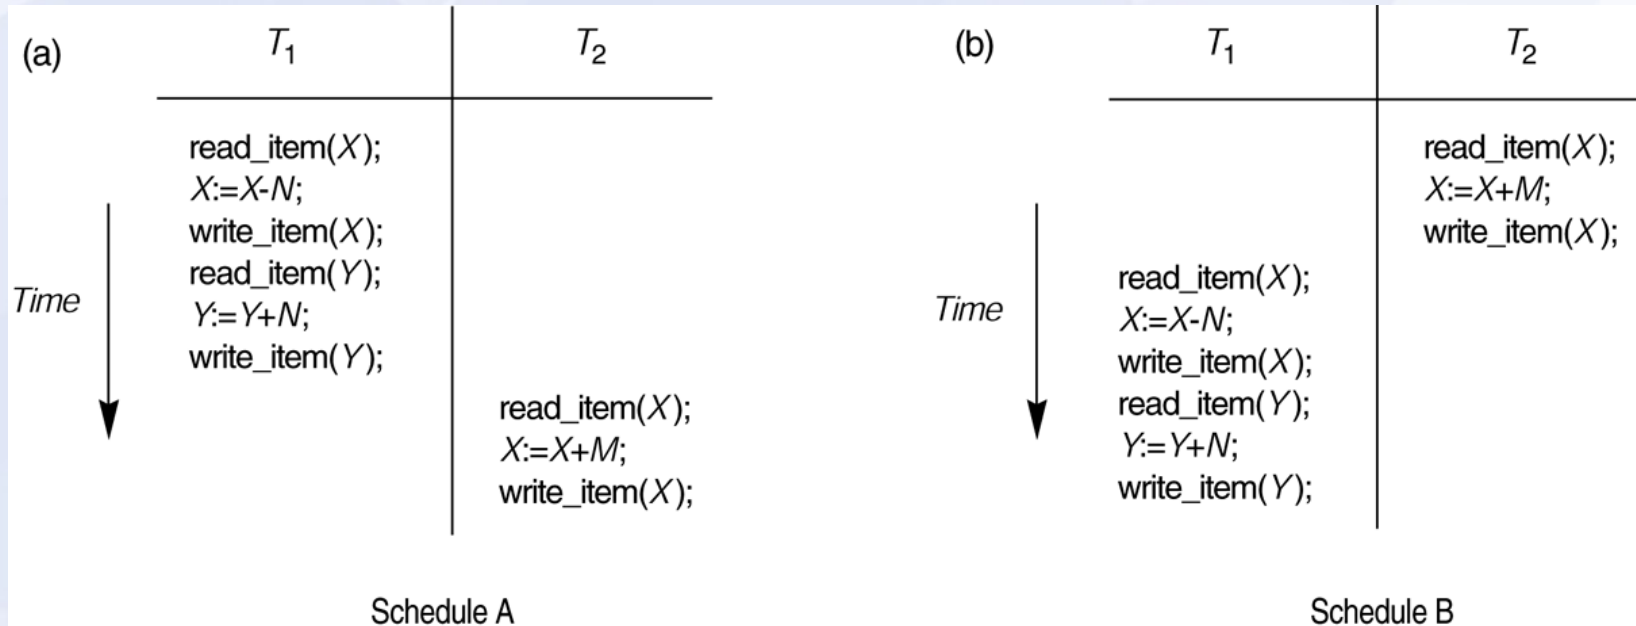 (a)
T1
T2
read_item(X);
X:=X-N;
write_item(X);
read_item(Y);
Y:=Y+N;
write_item(Y);
Time
read_item(X);
X:=X+M;
write_item(X);
Schedule A
(b)
T1
T2
read_item(X);
X:=X+M;
write_item(X);
Time
read_item(X);
X:=X-N;
write_item(X);
read_item(Y);
Y:=Y+N;
write_item(Y);
Schedule B